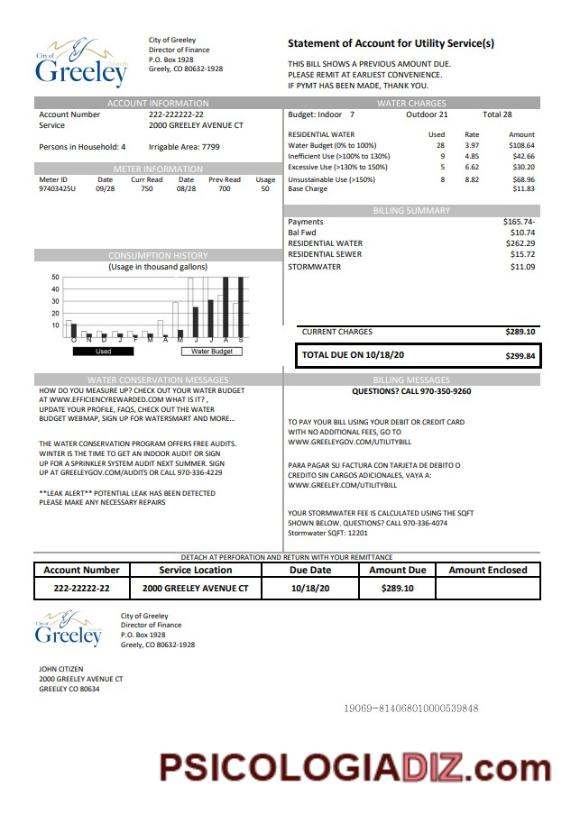 City of
Greeley
City of Greeley
Director of Finance
P.O. Box 1928
Greely, CO 80632-1928
Statement of Account for Utility Service(s)
THIS BILL SHOWS A PREVIOUS AMOUNT DUE.
PLEASE REMIT AT EARLIEST CONVENIENCE.
IF PYMT HAS BEEN MADE, THANK YOU.
ACCOUNT INFORMATION
Account Number 222-222222-22
Service 2000 GREELEY AVENUE CT
Persons in Household: 4 Irrigable Area: 7799
METER INFORMATION
Meter ID Date Curr Read Date Prev Read Usage
97403425U 09/28 750 08/28 700 50
WATER CHARGES
Budget: Indoor 7 Outdoor 21 Total 28
RESIDENTIAL WATER Used Rate Amount
Water Budget (0% to 100%) 28 3.97 $108.64
Inefficient Use (>100% to 130%) 9 4.85 $42.66
Excessive Use (>130% to 150%) 5 6.62 $30.20
Unsustainable Use (>150%) 8 8.82 $68.96
Base Charge $11.83
BILLING SUMMARY
Payments $165.74-
Bal Fwd $10.74
RESIDENTIAL WATER $262.29
RESIDENTIAL SEWER $15.72
STORMWATER $11.09
CONSUMPTION HISTORY
(Usage in thousand gallons)
50
40
30
20
10
O N D J F M A M J J A S
Used Water Budget
CURRENT CHARGES $289.10
TOTAL DUE ON 10/18/20 $299.84
WATER CONSERVATION MESSAGES
HOW DO YOU MEASURE UP? CHECK OUT YOUR WATER BUDGET
AT WWW.EFFICIENCYREWARDED.COM WHAT IS IT? ,
UPDATE YOUR PROFILE, FAQS, CHECK OUT THE WATER
BUDGET WEBMAP, SIGN UP FOR WATERSMART AND MORE...
THE WATER CONSERVATION PROGRAM OFFERS FREE AUDITS.
WINTER IS THE TIME TO GET AN INDOOR AUDIT OR SIGN
UP FOR A SPRINKLER SYSTEM AUDIT NEXT SUMMER. SIGN
UP AT GREELEYGOV.COM/AUDITS OR CALL 970-336-4229
**LEAK ALERT** POTENTIAL LEAK HAS BEEN DETECTED
PLEASE MAKE ANY NECESSARY REPAIRS
BILLING MESSAGES
QUESTIONS? CALL 970-350-9260
TO PAY YOUR BILL USING YOUR DEBIT OR CREDIT CARD
WITH NO ADDITIONAL FEES, GO TO
WWW.GREELEYGOV.COM/UTILITYBILL
PARA PAGAR SU FACTURA CON TARJETA DE DEBITO O
CREDITO SIN CARGOS ADICIONALES, VAYA A:
WWW.GREELEY.COM/UTILITYBILL
YOUR STORMWATER FEE IS CALCULATED USING THE SQFT
SHOWN BELOW. QUESTIONS? CALL 970-336-4074
Stormwater SQFT: 12201
DETACH AT PERFORATION AND RETURN WITH YOUR REMITTANCE
Account Number Service Location Due Date Amount Due Amount Enclosed
222-22222-22 2000 GREELEY AVENUE CT 10/18/20 $289.10
City of
Greeley
City of Greeley
Director of Finance
P.O. Box 1928
Greely, CO 80632-1928
JOHN CITIZEN
2000 GREELEY AVENUE CT
GREELEY CO 80634
19069-814068010000539848
PSICOLOGIADIZ.com